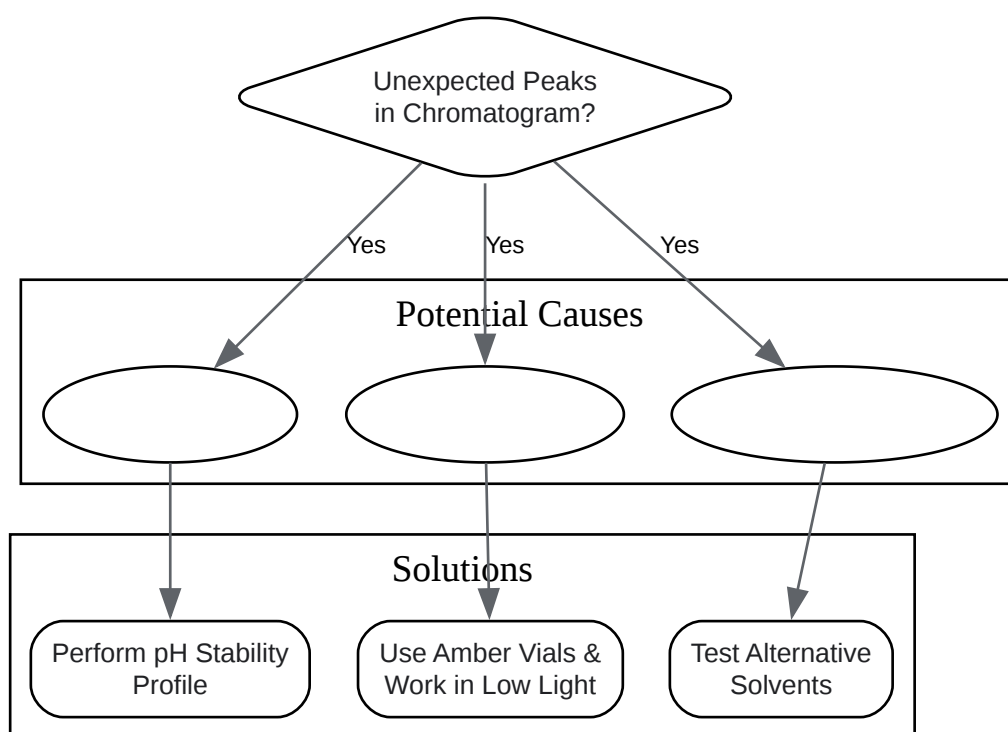 Unexpected Peaks
in Chromatogram?
Yes
Yes
Yes
Potential Causes
Solutions
Perform pH Stability
Profile
Use Amber Vials &
Work in Low Light
Test Alternative
Solvents